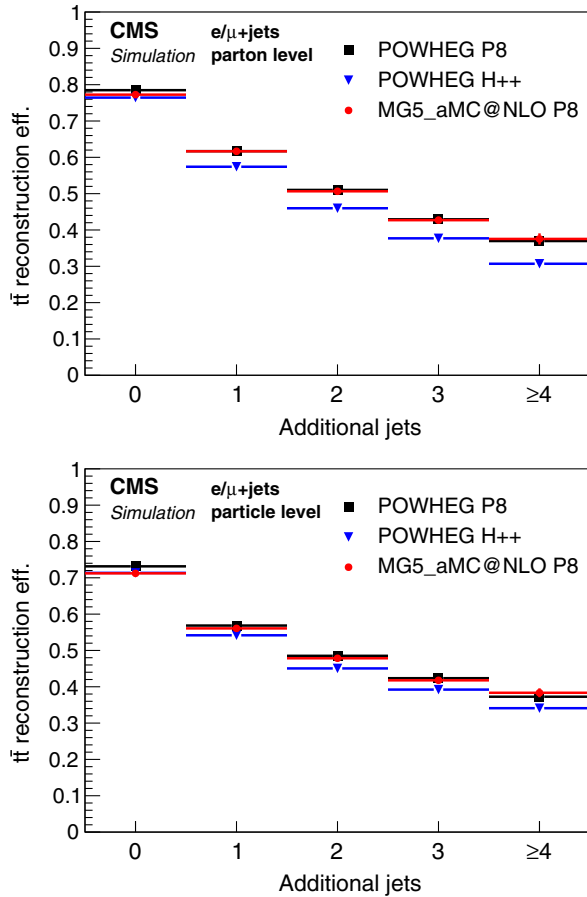 CMS
Simulation
e/μ+jets
parton level
POWHEG P8
POWHEG H++
MG5_aMC@NLO P8
tt̄ reconstruction eff.
1
0.9
0.8
0.7
0.6
0.5
0.4
0.3
0.2
0.1
0
0 1 2 3 ≥4
Additional jets
CMS
Simulation
e/μ+jets
particle level
POWHEG P8
POWHEG H++
MG5_aMC@NLO P8
tt̄ reconstruction eff.
1
0.9
0.8
0.7
0.6
0.5
0.4
0.3
0.2
0.1
0
0 1 2 3 ≥4
Additional jets